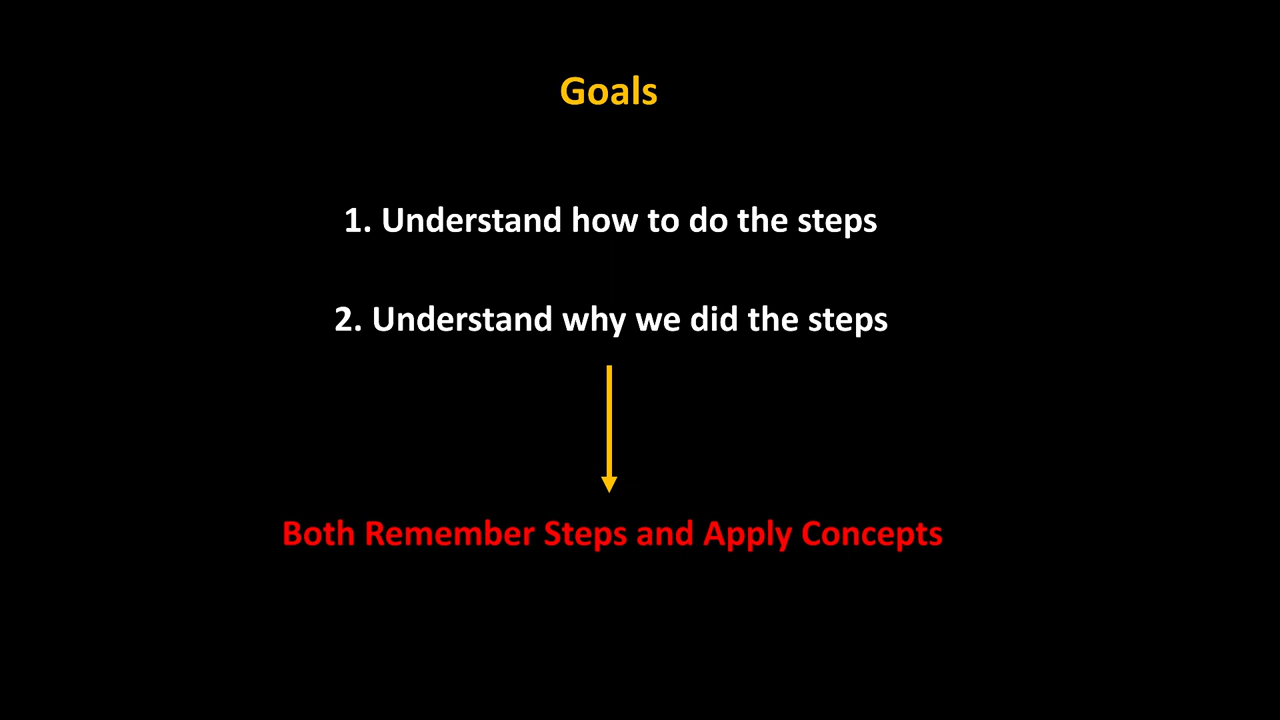 Goals
1. Understand how to do the steps
2. Understand why we did the steps
Both Remember Steps and Apply Concepts